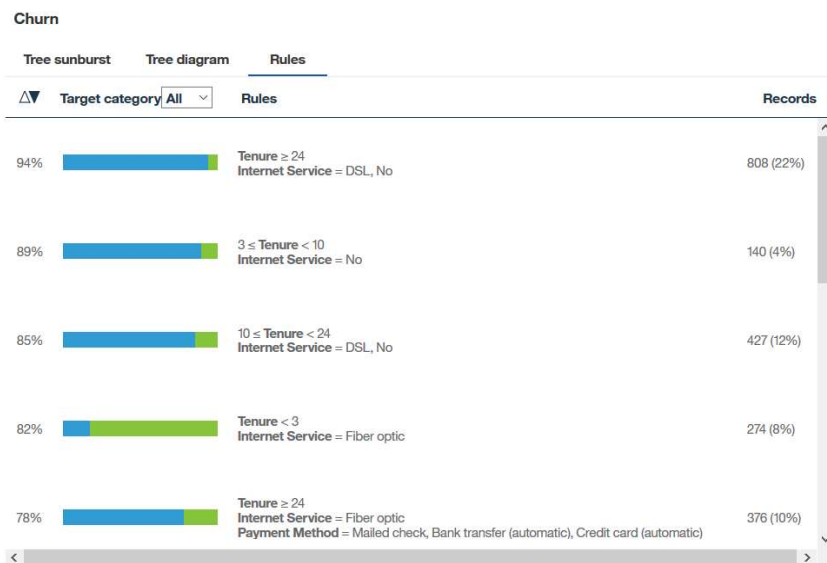 Churn
Tree sunburst Tree diagram Rules
Target category All Rules Records
94% Tenure ≥ 24
Internet Service = DSL, No 808 (22%)
89% 3 ≤ Tenure < 10
Internet Service = No 140 (4%)
85% 10 ≤ Tenure < 24
Internet Service = DSL, No 427 (12%)
82% Tenure < 3
Internet Service = Fiber optic 274 (8%)
Tenure ≥ 24
78% Internet Service = Fiber optic 376 (10%)
Payment Method = Mailed check, Bank transfer (automatic), Credit card (automatic)